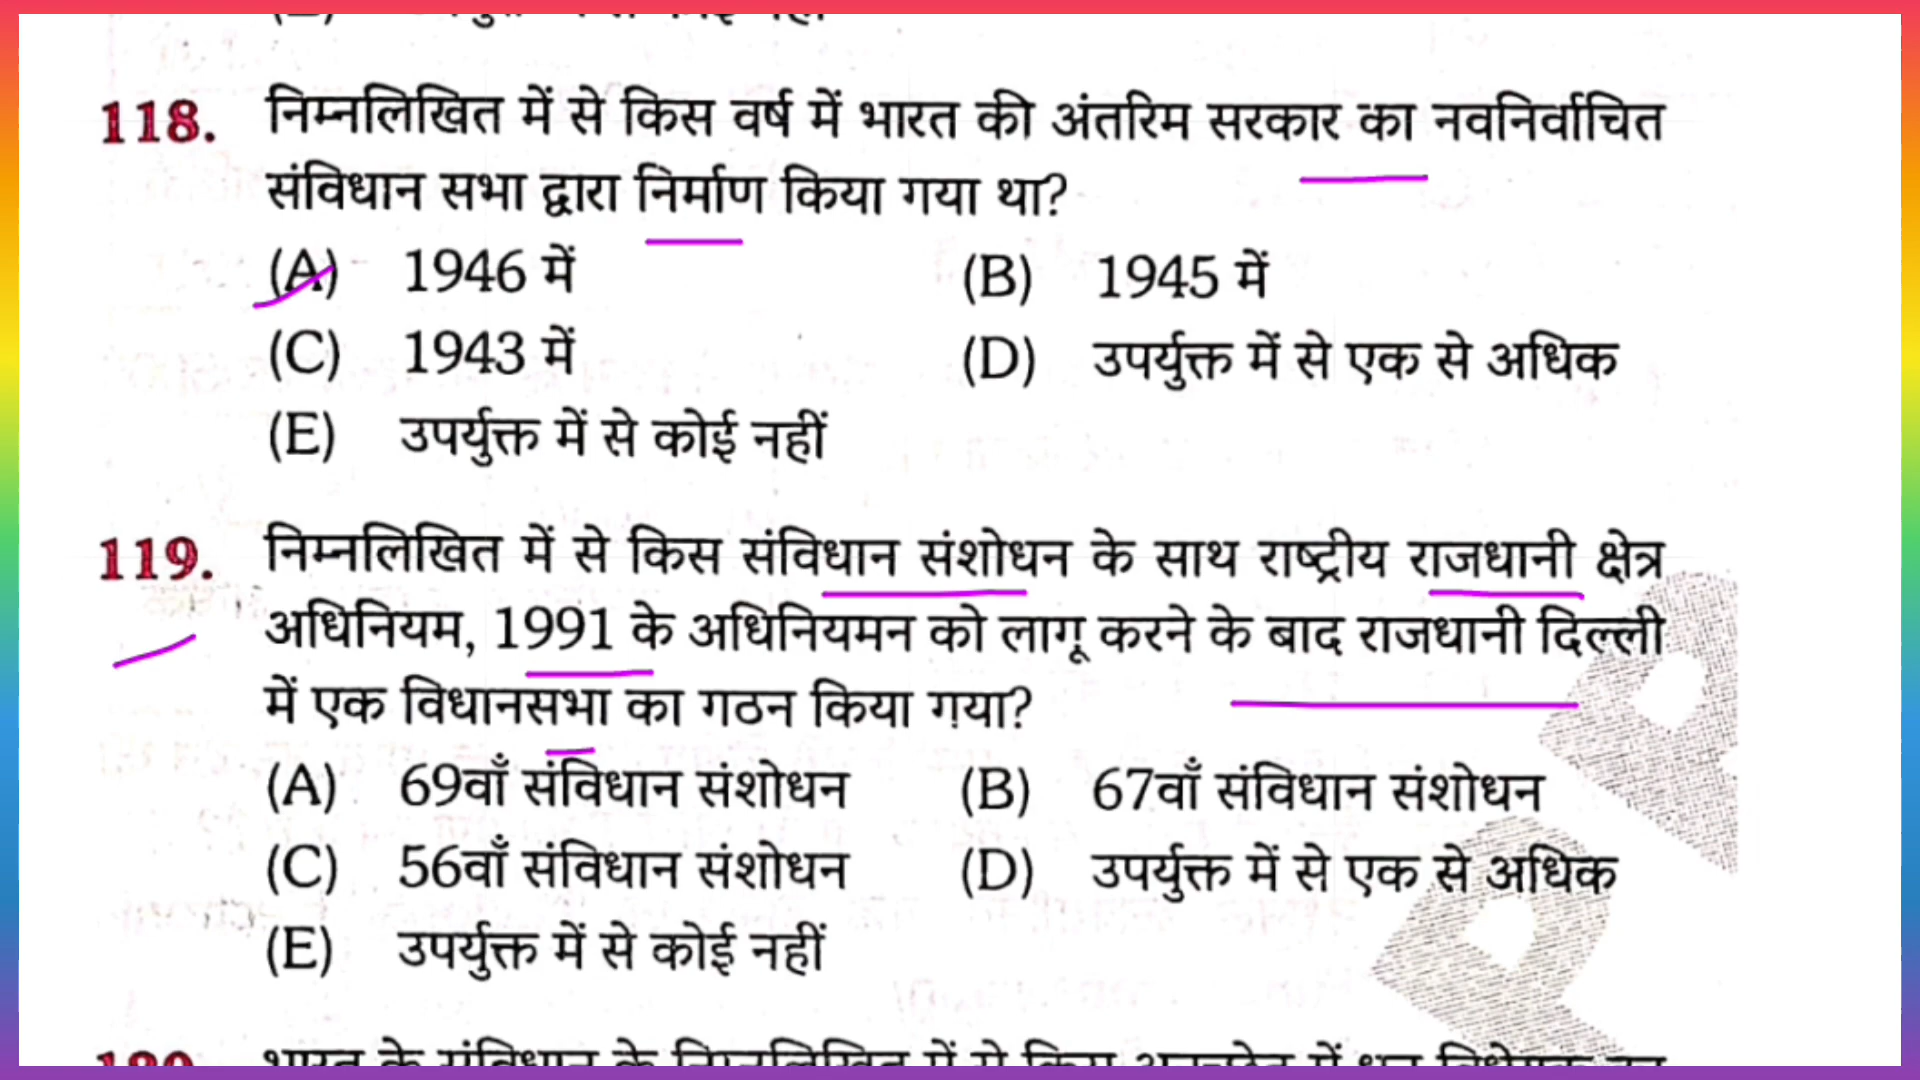 118. निम्नलिखित में से किस वर्ष में भारत की अंतरिम सरकार का नवनिर्वाचित
संविधान सभा द्वारा निर्माण किया गया था?
(A) 1946 में (B) 1945 में
(C) 1943 में (D) उपर्युक्त में से एक से अधिक
(E) उपर्युक्त में से कोई नहीं
119. निम्नलिखित में से किस संविधान संशोधन के साथ राष्ट्रीय राजधानी क्षेत्र
अधिनियम, 1991 के अधिनियमन को लागू करने के बाद राजधानी दिल्ली
में एक विधानसभा का गठन किया गया?
(A) 69वाँ संविधान संशोधन (B) 67वाँ संविधान संशोधन
(C) 56वाँ संविधान संशोधन (D) उपर्युक्त में से एक से अधिक
(E) उपर्युक्त में से कोई नहीं